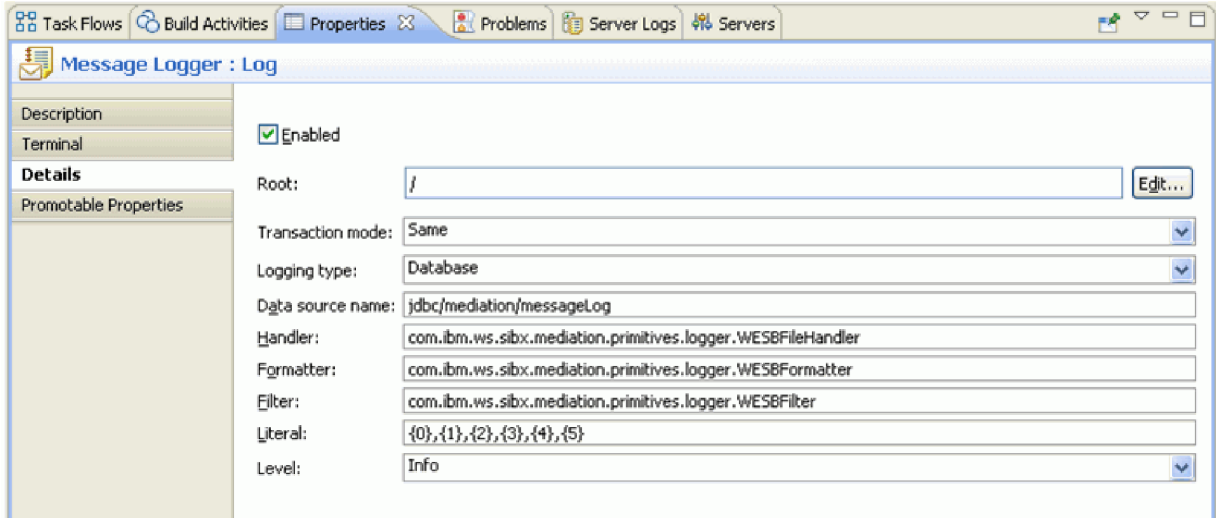 Task Flows Build Activities Properties Problems Server Logs Servers
Message Logger : Log
Description
Terminal
Details
Promotable Properties
Enabled
Root: / Edit...
Transaction mode: Same
Logging type: Database
Data source name: jdbc/mediation/messageLog
Handler: com.ibm.ws.sibx.mediation.primitives.logger.WESBFileHandler
Formatter: com.ibm.ws.sibx.mediation.primitives.logger.WESBFormatter
Filter: com.ibm.ws.sibx.mediation.primitives.logger.WESBFilter
Literal: {0},{1},{2},{3},{4},{5}
Level: Info